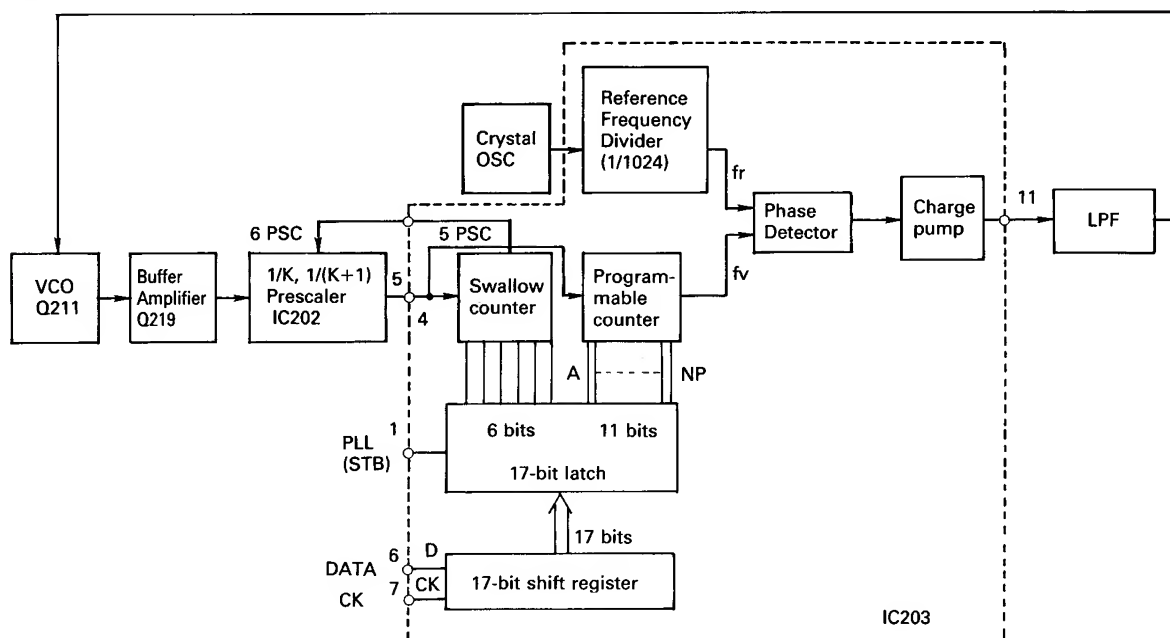 Reference
Frequency
Divider
(1/1024)
Crystal
OSC
fr
6 PSC
5 PSC
Phase
Detector
Charge
pump
11
LPF
VCO
Q211
Buffer
Amplifier
Q219
1/K, 1/(K+1)
Prescaler
IC202
5
4
Swallow
counter
Program-
mable
counter
fv
A
NP
6 bits
11 bits
17-bit latch
1
PLL
(STB)
17 bits
6
D
DATA
7
CK
CK
17-bit shift register
IC203